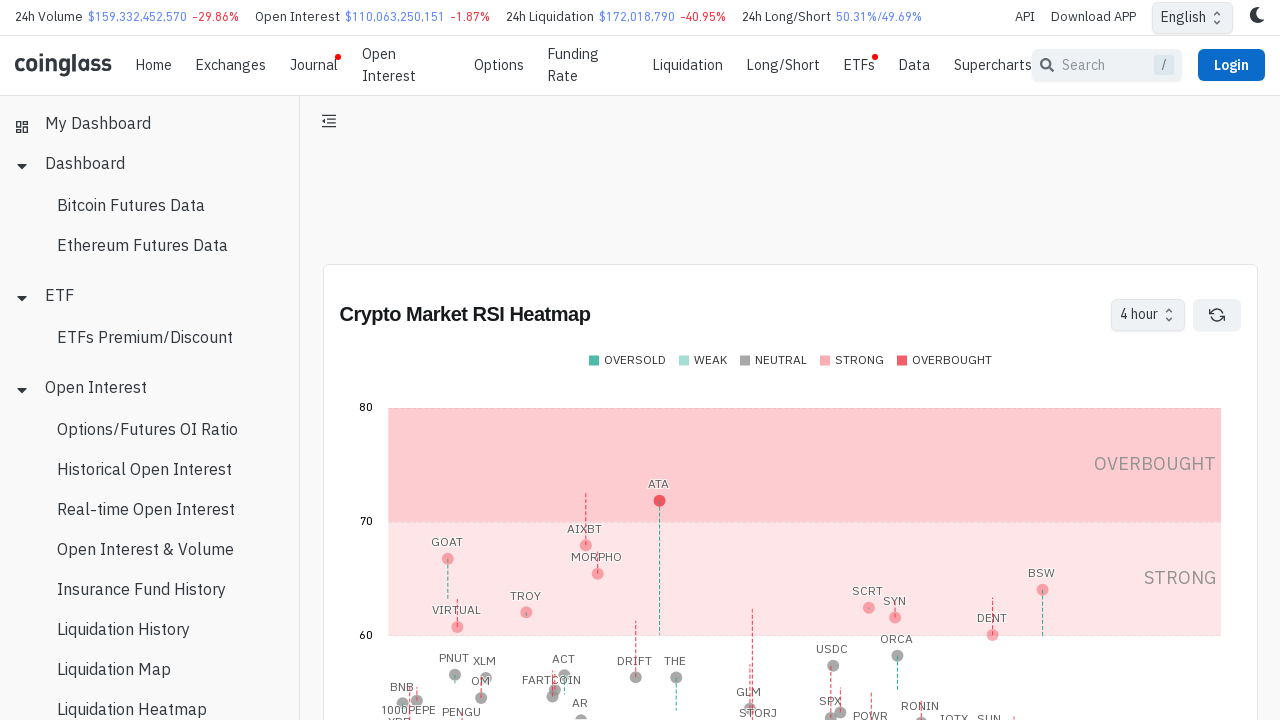 24h Volume $159,332,452,570 -29.86% Open Interest $110,063,250,151 -1.87% 24h Liquidation $172,018,790 -40.95% 24h Long/Short 50.31%/49.69% API Download APP English
coinglass Home Exchanges Journal Open Interest Options Funding Rate Liquidation Long/Short ETFs Data Supercharts Search / Login
My Dashboard
Dashboard
Bitcoin Futures Data
Ethereum Futures Data
ETF
ETFs Premium/Discount
Open Interest
Options/Futures OI Ratio
Historical Open Interest
Real-time Open Interest
Open Interest & Volume
Insurance Fund History
Liquidation History
Liquidation Map
Liquidation Heatmap
Crypto Market RSI Heatmap 4 hour
OVERSOLD WEAK NEUTRAL STRONG OVERBOUGHT
80
OVERBOUGHT
ATA
70
AIXBT
GOAT
MORPHO
BSW
STRONG
SCRT
TROY
SYN
VIRTUAL
DENT
60
ORCA
USDC
PNUT XLM ACT DRIFT THE
OM FARTCOIN
BNB
GLM
SPX
AR
RONIN
1000PEPE PENGU STORJ POWR
IOTX SUN